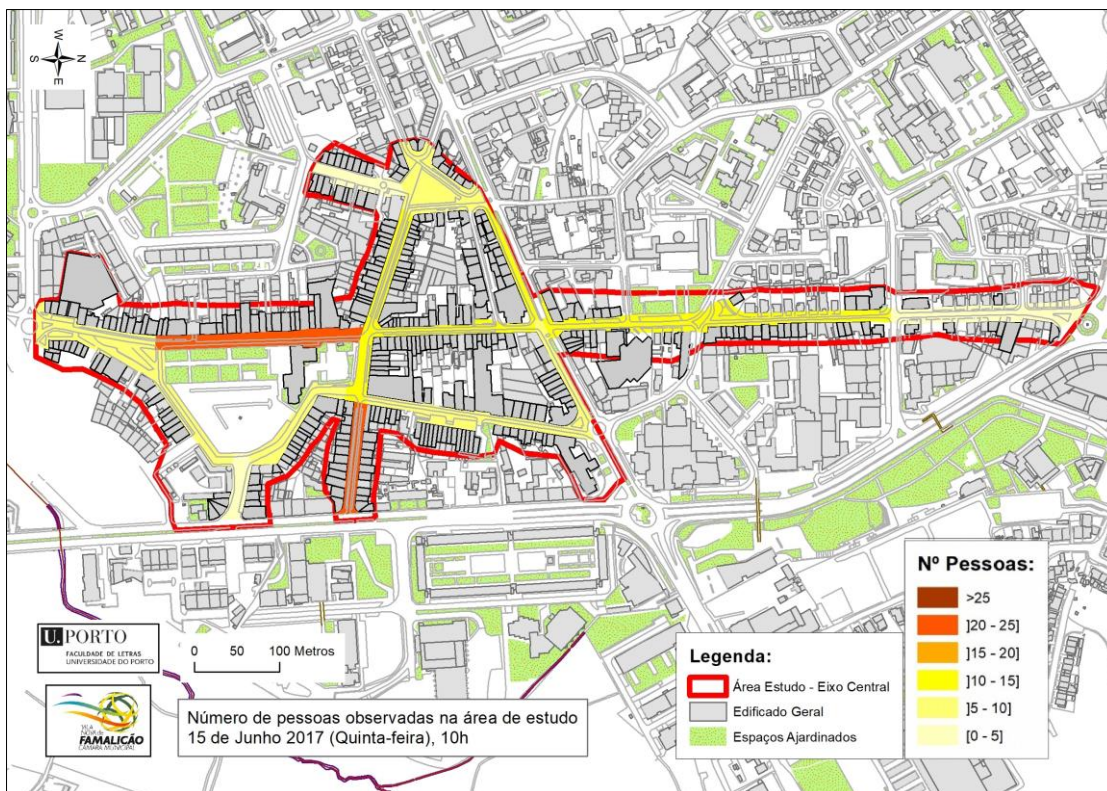 W
N
S
E
Nº Pessoas:
>25
]20 - 25]
]15 - 20]
]10 - 15]
]5 - 10]
[0 - 5]
Legenda:
Área Estudo - Eixo Central
Edificado Geral
Espaços Ajardinados
U. PORTO
FACULDADE DE LETRAS
UNIVERSIDADE DO PORTO
0 50 100 Metros
VILA
NOVA DE
FAMALICÃO
CÂMARA MUNICIPAL
Número de pessoas observadas na área de estudo
15 de Junho 2017 (Quinta-feira), 10h